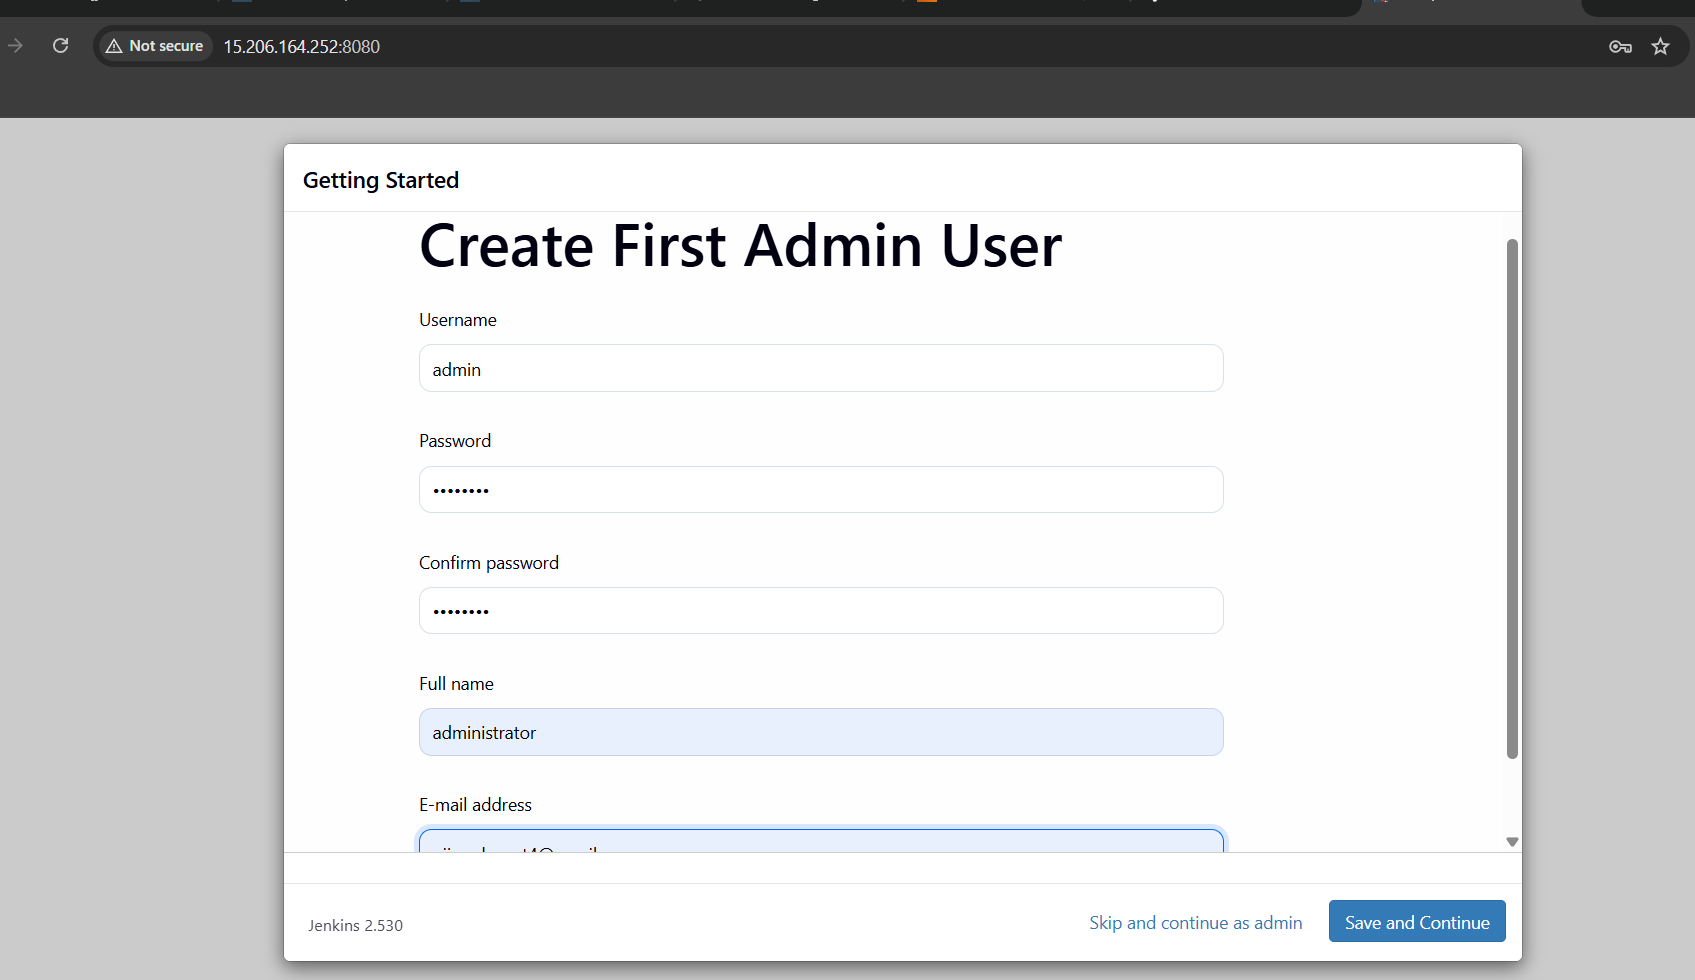 Not secure
15.206.164.252:8080
Getting Started
Create First Admin User
Username
admin
Password
••••••••
Confirm password
••••••••
Full name
administrator
E-mail address
Jenkins 2.530
Skip and continue as admin
Save and Continue